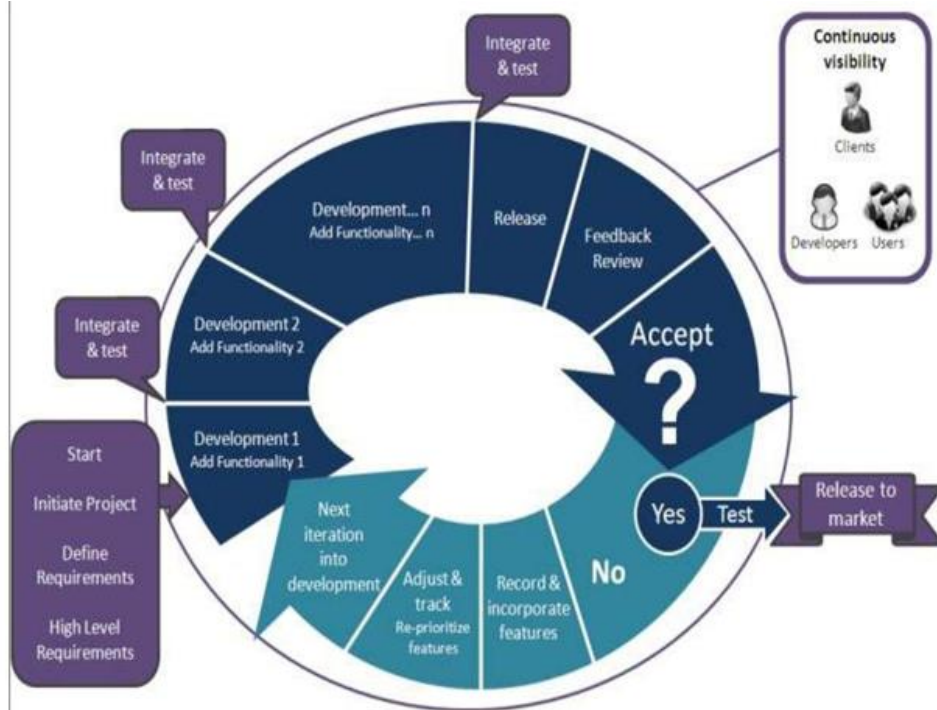 Start
Initiate Project
Define
Requirements
High Level
Requirements
Development 1
Add Functionality 1
Integrate
& test
Development 2
Add Functionality 2
Integrate
& test
Development... n
Add Functionality... n
Integrate
& test
Release
Feedback
Review
Accept
?
Yes
Test
Release to
market
No
Record &
incorporate
features
Adjust &
track
Re-prioritize
features
Next
iteration
into
development
Continuous
visibility
Clients
Developers
Users